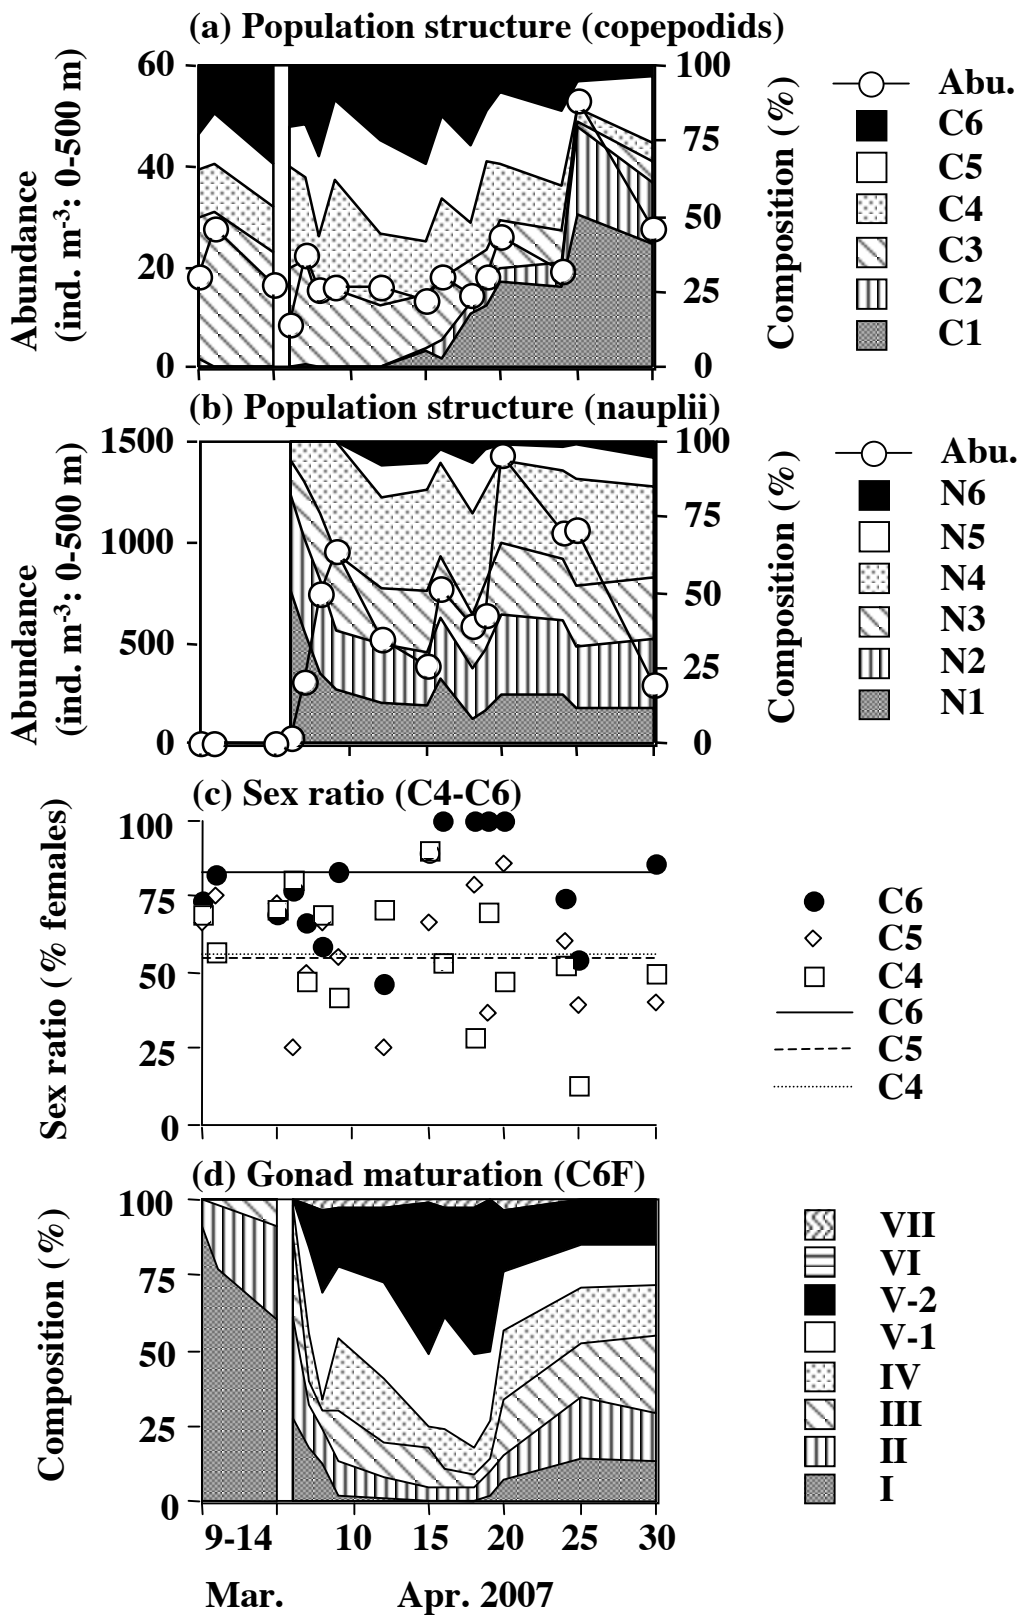 (a) Population structure (copepodids)
Abundance
(ind. m-3: 0-500 m)
60
40
20
0
100
75
50
25
0
Composition (%)
Abu.
C6
C5
C4
C3
C2
C1
(b) Population structure (nauplii)
Abundance
(ind. m-3: 0-500 m)
1500
1000
500
0
100
75
50
25
0
Composition (%)
Abu.
N6
N5
N4
N3
N2
N1
(c) Sex ratio (C4-C6)
Sex ratio (% females)
100
75
50
25
0
C6
C5
C4
C6
C5
C4
(d) Gonad maturation (C6F)
Composition (%)
100
75
50
25
0
VII
VI
V-2
V-1
IV
III
II
I
9-14 10 15 20 25 30
Mar. Apr. 2007